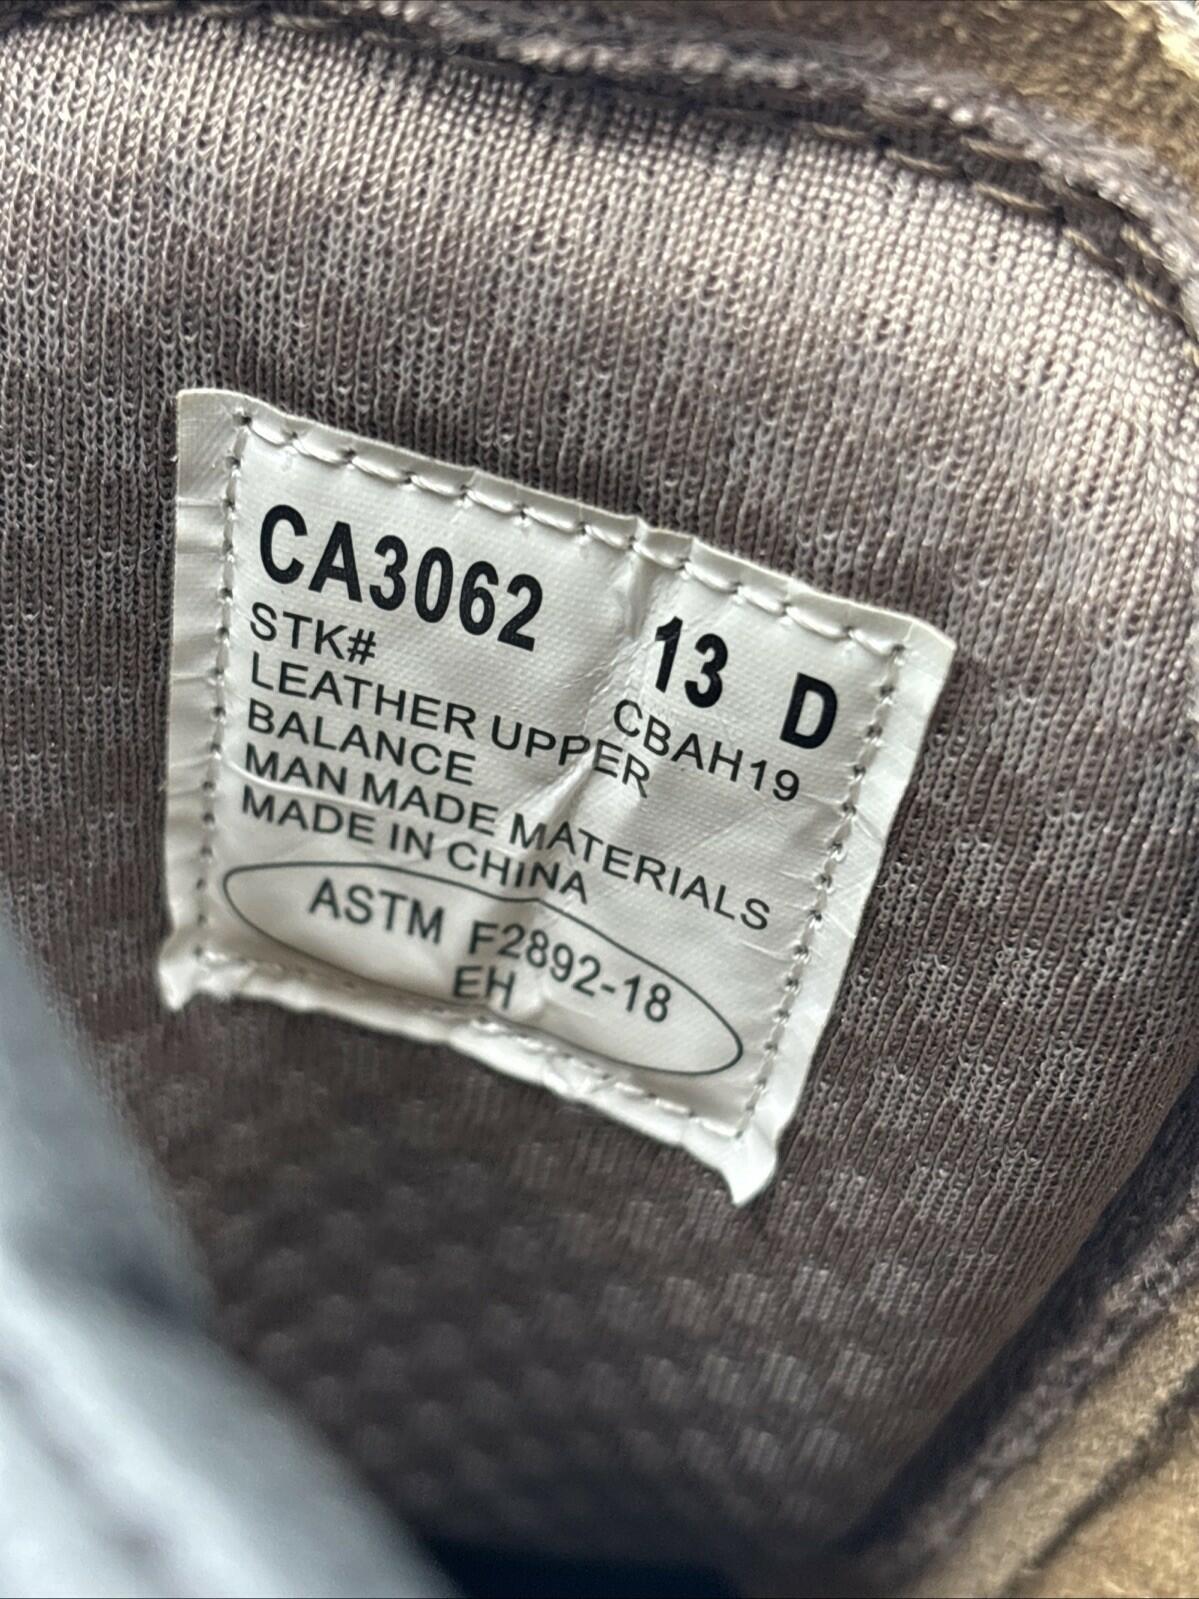 CA3062 13 D
STK# CBAH19
LEATHER UPPER
BALANCE
MAN MADE MATERIALS
MADE IN CHINA
ASTM F2892-18
EH